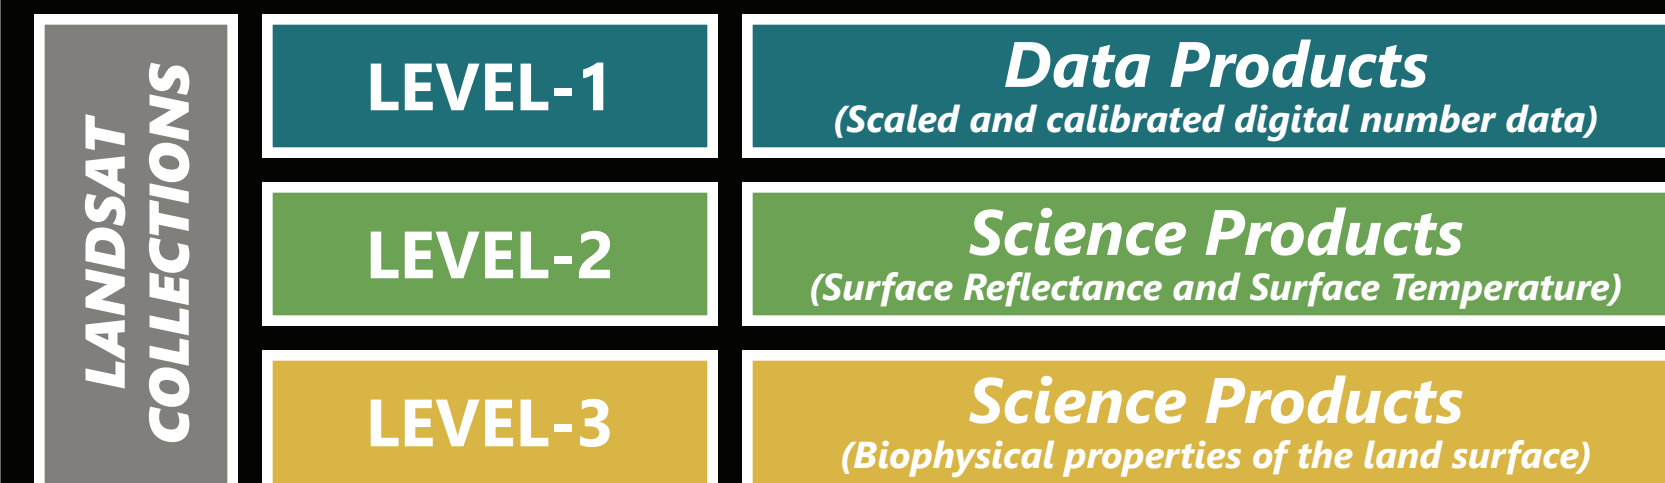 LANDSAT
COLLECTIONS
LEVEL-1
Data Products
(Scaled and calibrated digital number data)
LEVEL-2
Science Products
(Surface Reflectance and Surface Temperature)
LEVEL-3
Science Products
(Biophysical properties of the land surface)